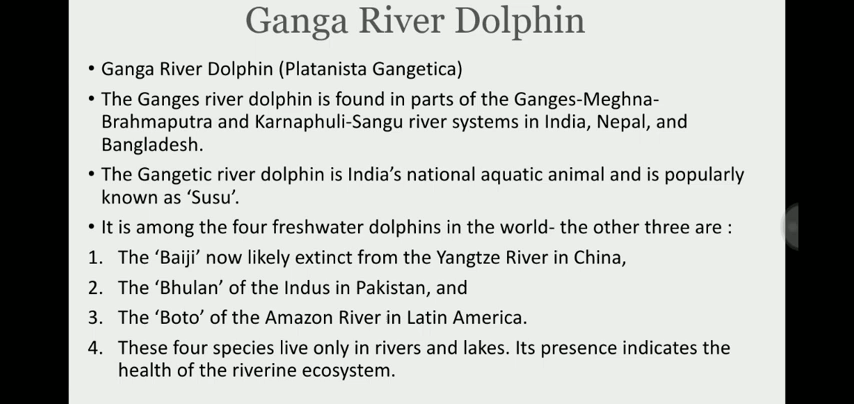 Ganga River Dolphin
• Ganga River Dolphin (Platanista Gangetica)
• The Ganges river dolphin is found in parts of the Ganges-Meghna-
Brahmaputra and Karnaphuli-Sangu river systems in India, Nepal, and
Bangladesh.
• The Gangetic river dolphin is India’s national aquatic animal and is popularly
known as ‘Susu’.
• It is among the four freshwater dolphins in the world- the other three are :
1. The ‘Baiji’ now likely extinct from the Yangtze River in China,
2. The ‘Bhulan’ of the Indus in Pakistan, and
3. The ‘Boto’ of the Amazon River in Latin America.
4. These four species live only in rivers and lakes. Its presence indicates the
health of the riverine ecosystem.